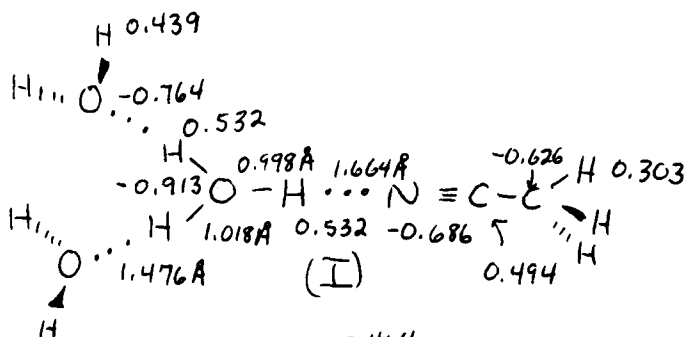 H 0.439
H O -0.764
0.532
H 0.998Å 1.664Å -0.626 H 0.303
-0.913 O - H ••• N ≡ C - C
H H 1.018Å 0.532 -0.686 H
O 1.476Å (I) 0.494 H
H